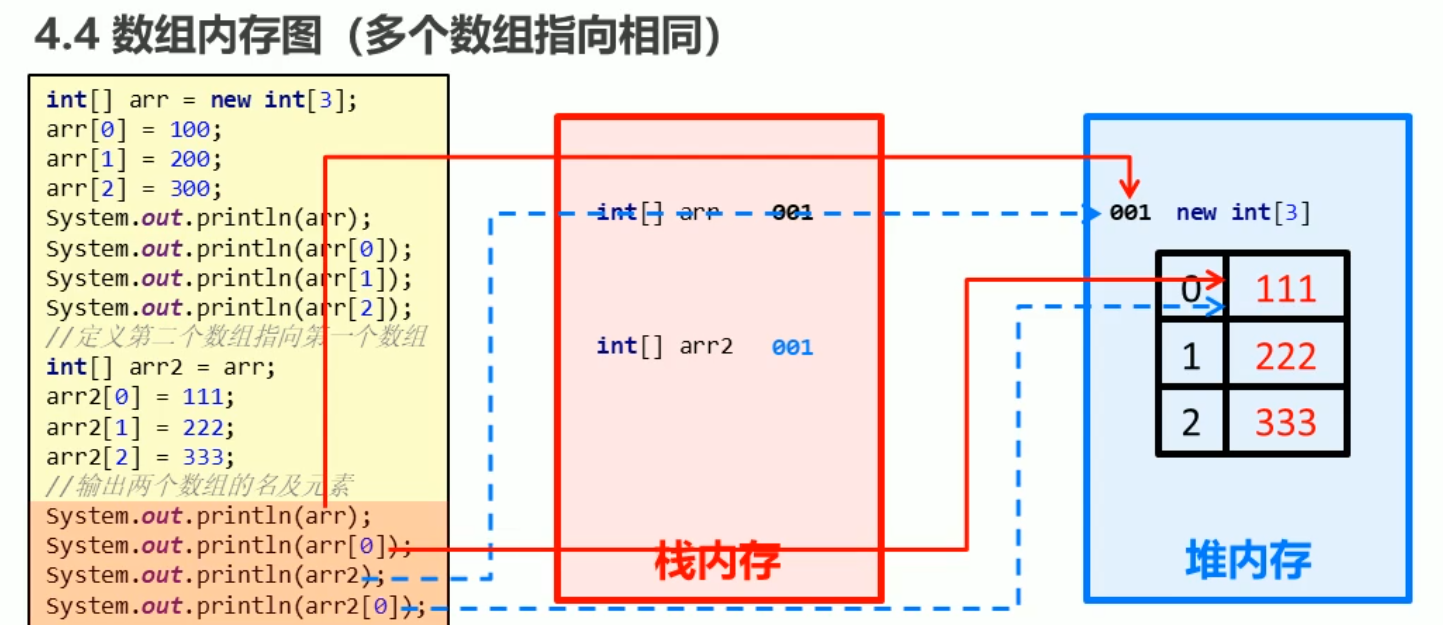 4.4 数组内存图（多个数组指向相同）
int[] arr = new int[3];
arr[0] = 100;
arr[1] = 200;
arr[2] = 300;
System.out.println(arr);
System.out.println(arr[0]);
System.out.println(arr[1]);
System.out.println(arr[2]);
//定义第二个数组指向第一个数组
int[] arr2 = arr;
arr2[0] = 111;
arr2[1] = 222;
arr2[2] = 333;
//输出两个数组的名及元素
System.out.println(arr);
System.out.println(arr[0]);
System.out.println(arr2);
System.out.println(arr2[0]);
int[] arr 001
int[] arr2 001
栈内存
001 new int[3]
0 111
1 222
2 333
堆内存